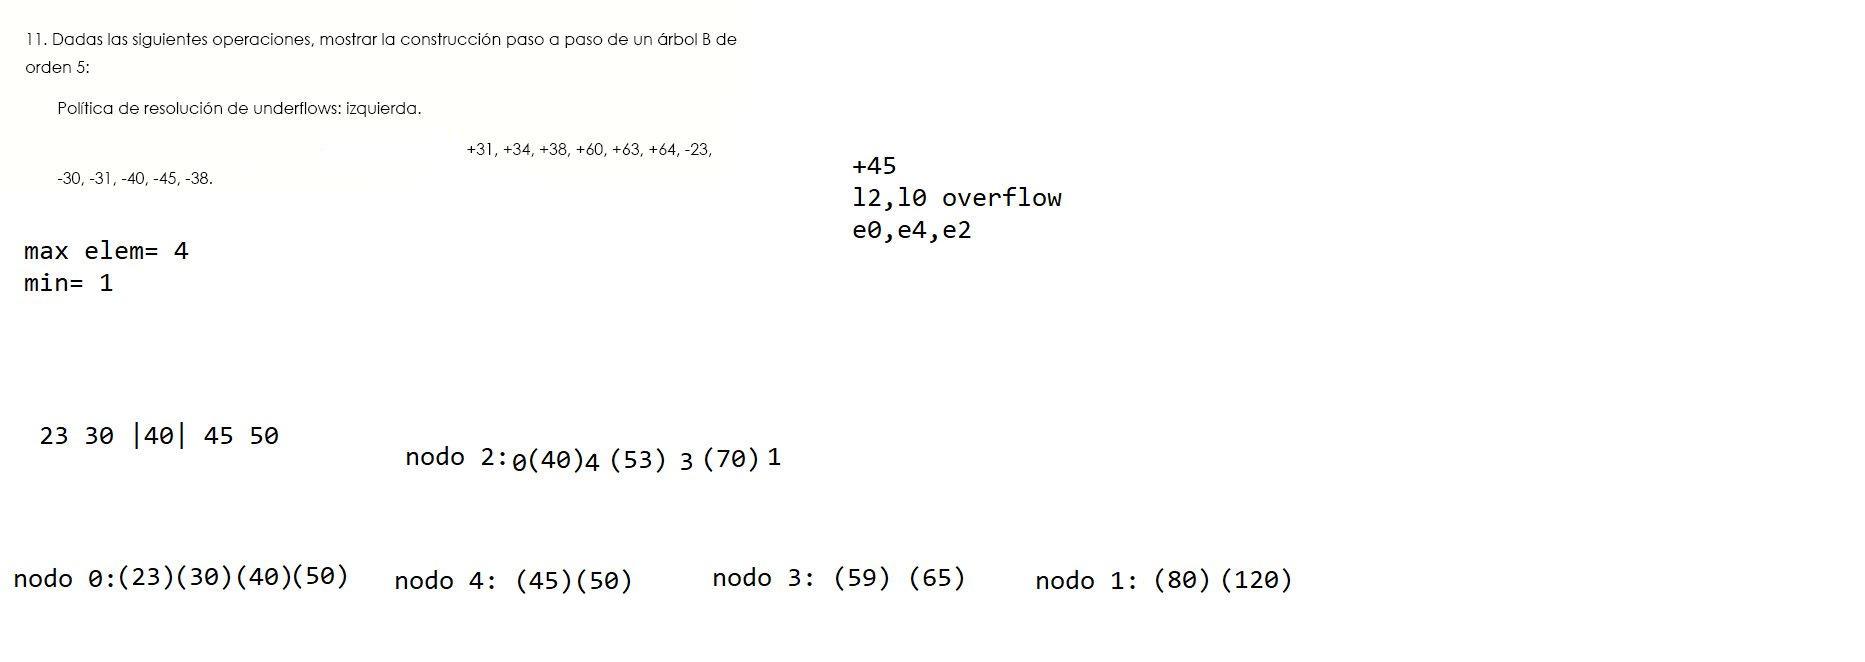 11. Dadas las siguientes operaciones, mostrar la construcción paso a paso de un árbol B de
orden 5:
Política de resolución de underflows: izquierda.
+31, +34, +38, +60, +63, +64, -23,
-30, -31, -40, -45, -38.
+45
l2,l0 overflow
e0,e4,e2
max elem= 4
min= 1
23 30 |40| 45 50
nodo 2:0(40)4 (53) 3 (70) 1
nodo 0:(23)(30)(40)(50) nodo 4: (45)(50) nodo 3: (59) (65) nodo 1: (80) (120)